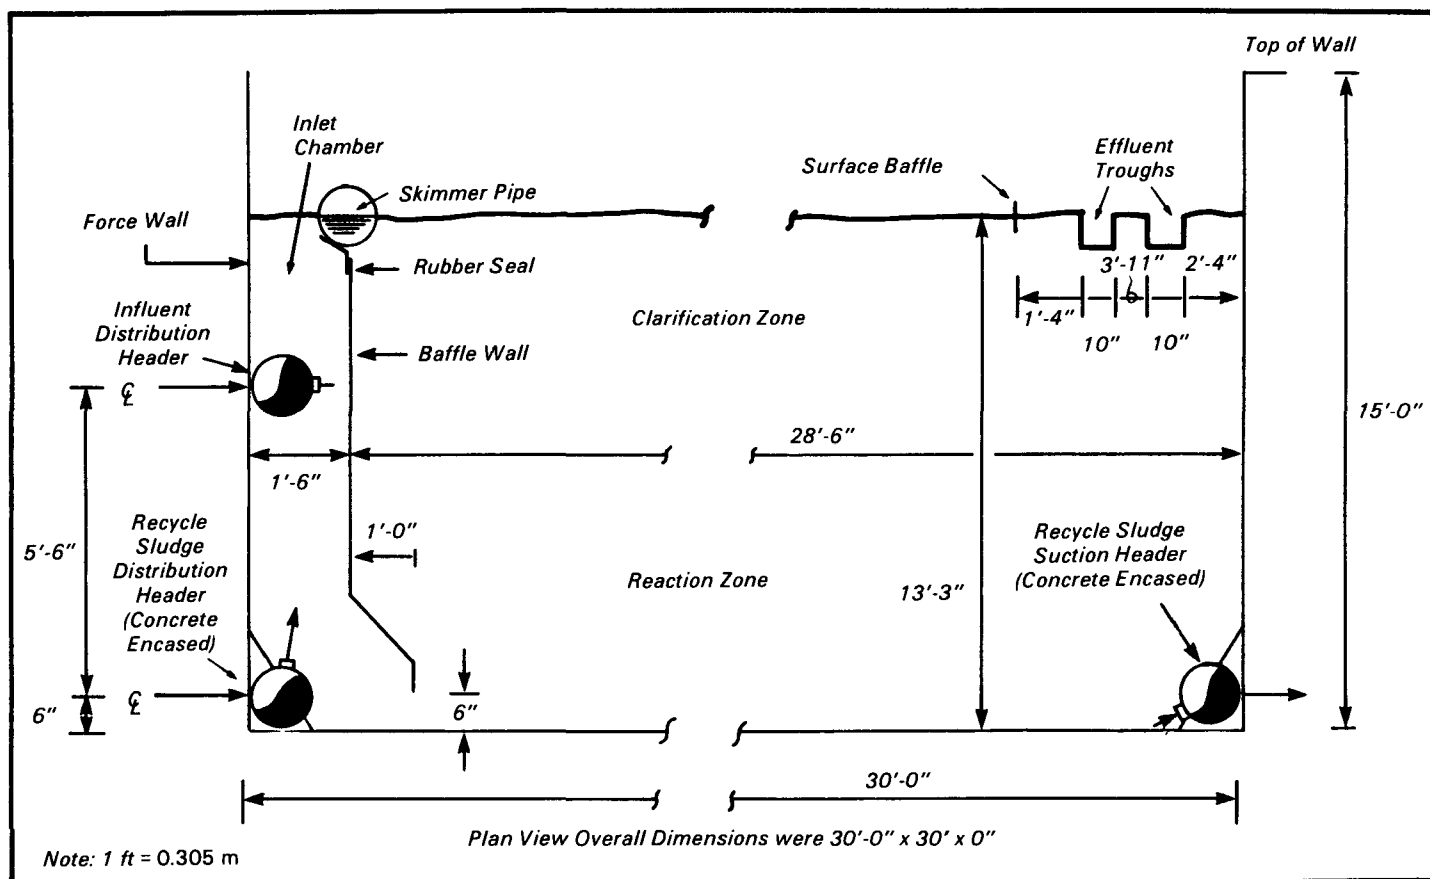 Top of Wall
Inlet
Chamber
Effluent
Troughs
Surface Baffle
Skimmer Pipe
Force Wall
Rubber Seal
3'-11"
2'-4"
1'-4"
10"
10"
Influent
Distribution
Header
Clarification Zone
Baffle Wall
℄
15'-0"
28'-6"
1'-6"
Recycle
Sludge
Distribution
Header
(Concrete
Encased)
1'-0"
5'-6"
Reaction Zone
13'-3"
Recycle Sludge
Suction Header
(Concrete Encased)
℄
6"
6"
30'-0"
Plan View Overall Dimensions were 30'-0" x 30' x 0"
Note: 1 ft = 0.305 m